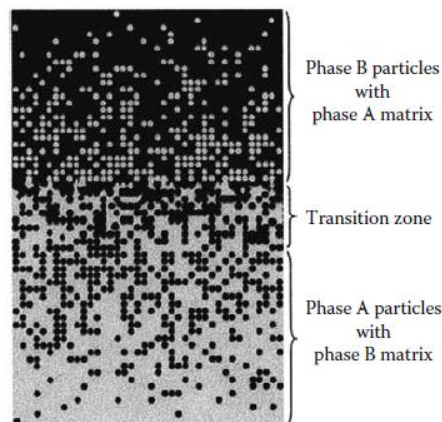 Phase B particles
with
phase A matrix
Transition zone
Phase A particles
with
phase B matrix